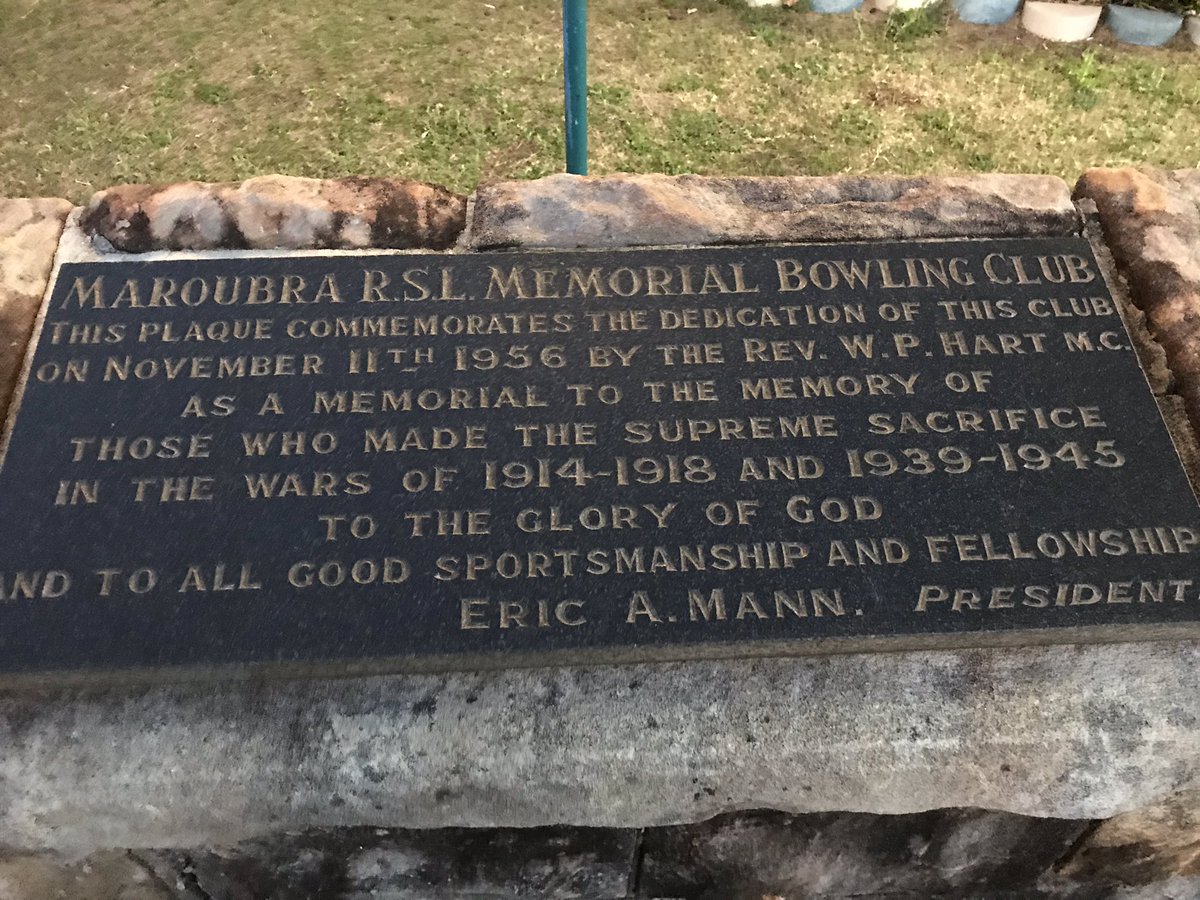 MAROUBRA R.S.L. MEMORIAL BOWLING CLUB
THIS PLAQUE COMMEMORATES THE DEDICATION OF THIS CLUB
ON NOVEMBER 11TH 1956 BY THE REV. W.P. HART M.C.
AS A MEMORIAL TO THE MEMORY OF
THOSE WHO MADE THE SUPREME SACRIFICE
IN THE WARS OF 1914-1918 AND 1939-1945
TO THE GLORY OF GOD
AND TO ALL GOOD SPORTSMANSHIP AND FELLOWSHIP
ERIC A. MANN. PRESIDENT